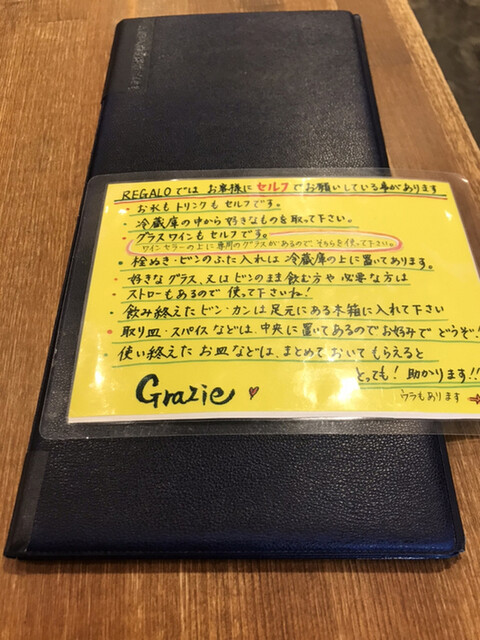 REGALOでは お客様に セルフ でお願いしている事があります
・お水も ドリンクも セルフです。
・冷蔵庫の中から 好きなものを 取って下さい。
・グラスワインも セルフです。
ワインセラーの上に 専用のグラスがあるので、そちらを 使って下さい。
・栓ぬき・ビンのふた入れは 冷蔵庫の上に 置いてあります。
・好きな グラス、又は ビンのまま 飲む方や 必要な方は
ストローもあるので 使って下さいね!
・飲み終えた ビン・カンは 足元にある 木箱に入れて下さい
・取り皿・スパイス などは、中央に 置いてあるので お好みで どうぞ!
・使い終えた お皿などは、まとめて おいて もらえると
とっても! 助かります!!
Grazie ♥
ウラもあります →